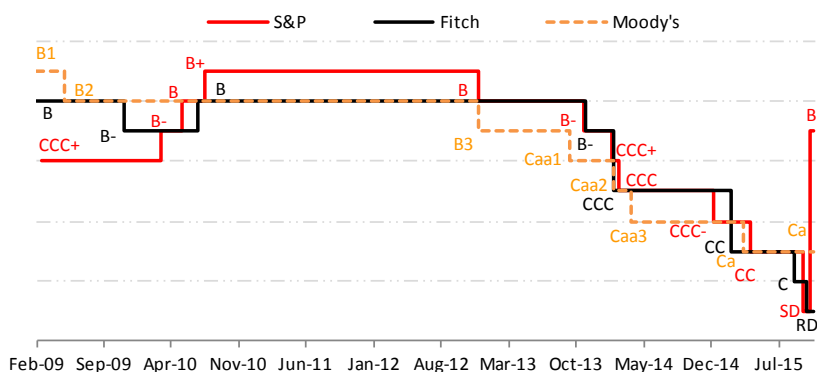 S&P Fitch Moody's
B1
B+
B2 B B B
B B- B- B3 B- B- Caa1
CCC+ CCC+
Caa2 CCC
CCC
Caa3 CCC-
CC Ca Ca B
CC
C
SD
RD
Feb-09 Sep-09 Apr-10 Nov-10 Jun-11 Jan-12 Aug-12 Mar-13 Oct-13 May-14 Dec-14 Jul-15